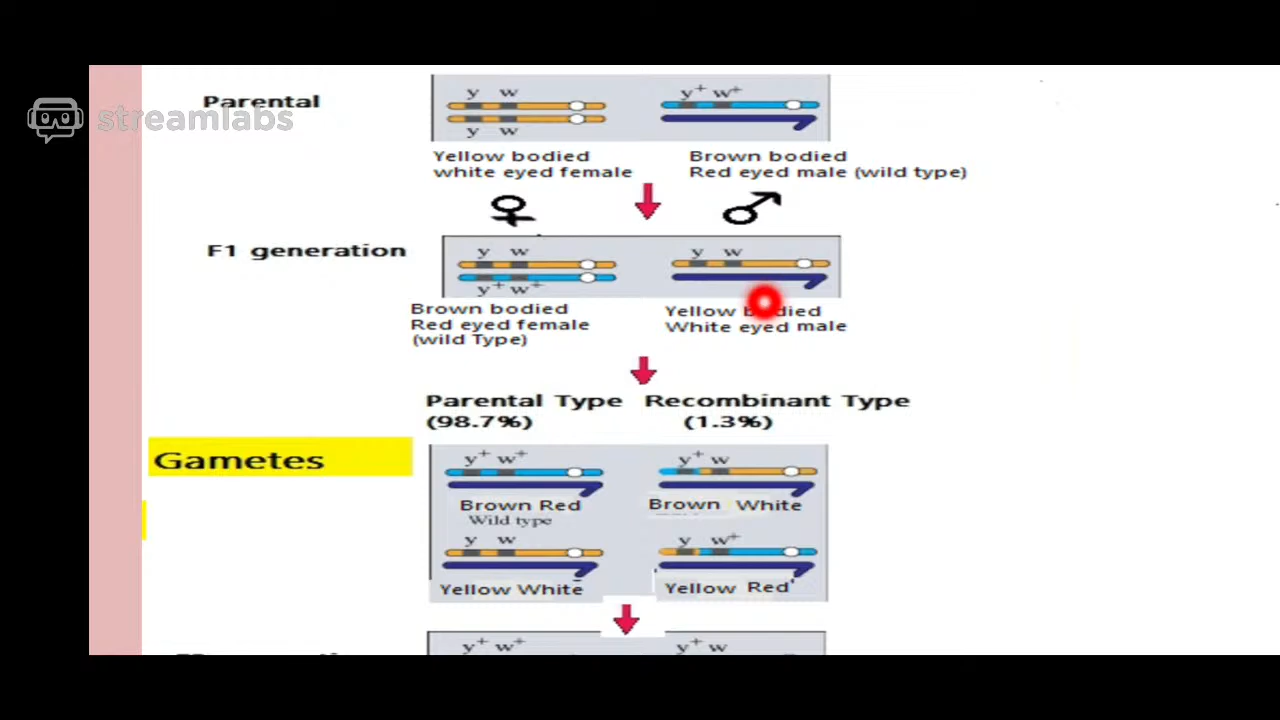 streamlabs
Parental
y w
y+ w+
y w
Yellow bodied
white eyed female
Brown bodied
Red eyed male (wild type)
F1 generation
y w
y w
y+ w+
Brown bodied
Red eyed female
(wild Type)
Yellow bodied
White eyed male
Parental Type
(98.7%)
Recombinant Type
(1.3%)
Gametes
y+ w+
y+ w
Brown Red
Wild type
Brown White
y w
y w+
Yellow White
Yellow Red
y+ w+
y+ w